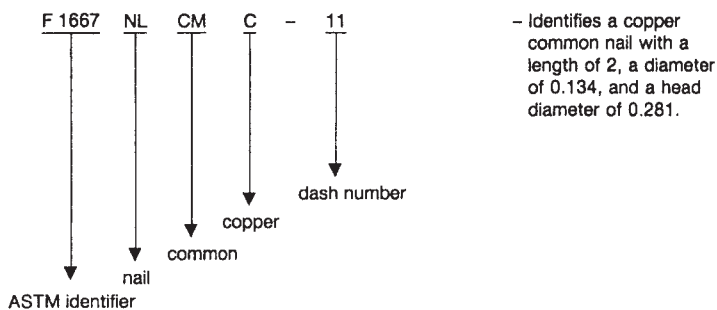 F 1667 NL CM C – 11
– Identifies a copper
common nail with a
length of 2, a diameter
of 0.134, and a head
diameter of 0.281.
dash number
copper
common
nail
ASTM identifier